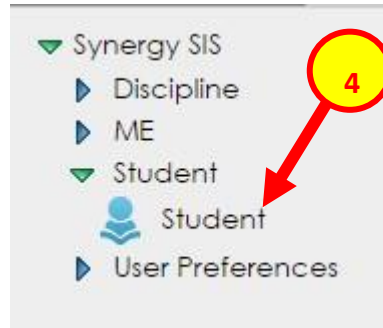 Synergy SIS
Discipline
4
ME
Student
Student
User Preferences